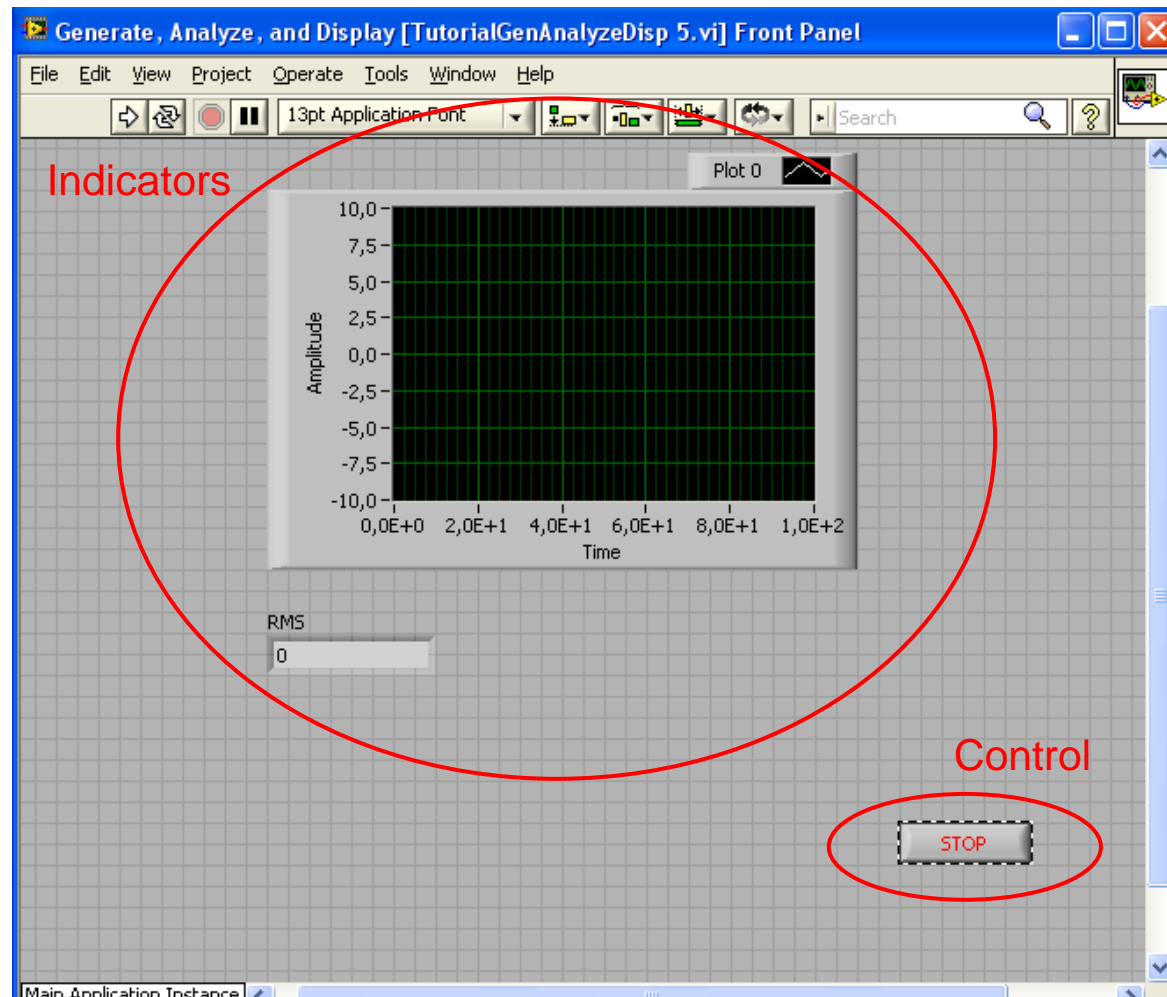 Generate, Analyze, and Display [TutorialGenAnalyzeDisp 5.vi] Front Panel
File Edit View Project Operate Tools Window Help
13pt Application Font
Search
Indicators
Plot 0
10,0
7,5
5,0
2,5
0,0
-2,5
-5,0
-7,5
-10,0
Amplitude
0,0E+0 2,0E+1 4,0E+1 6,0E+1 8,0E+1 1,0E+2
Time
RMS
0
Control
STOP
Main Application Instance